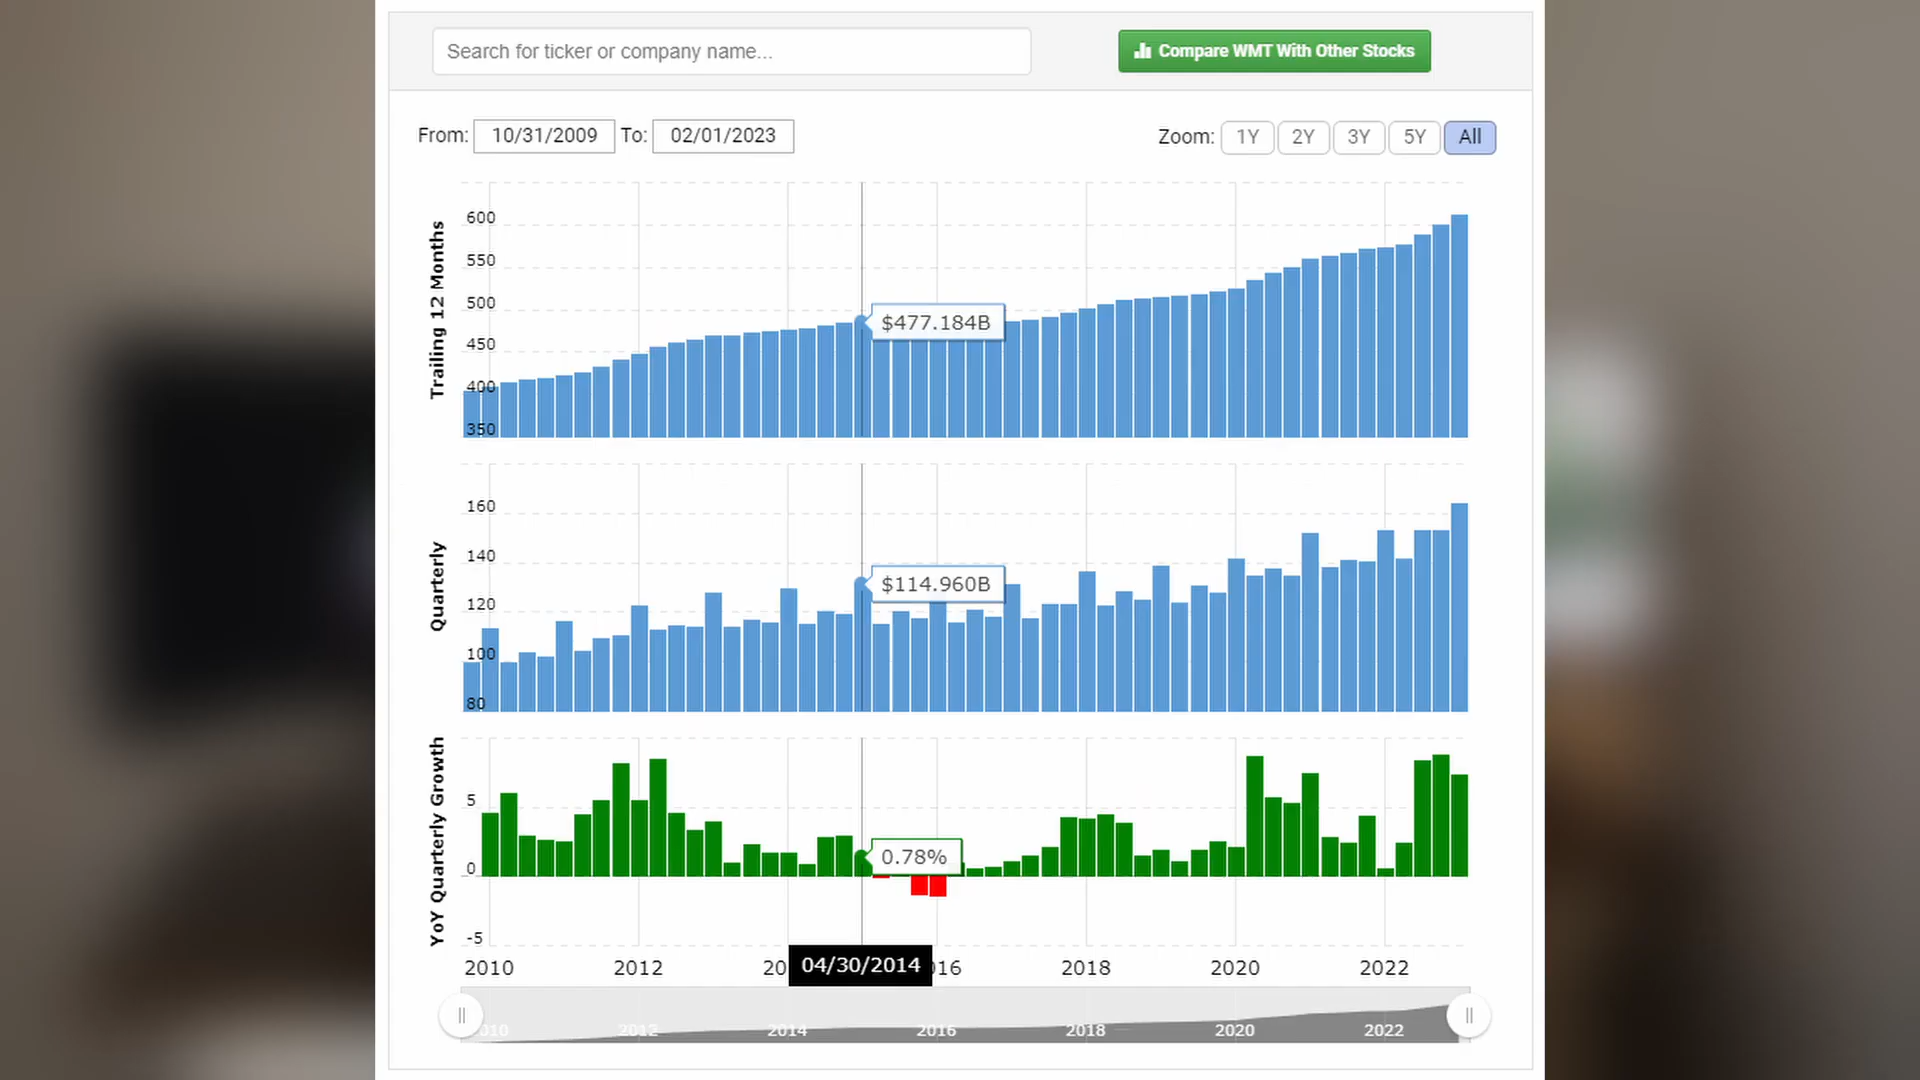 Search for ticker or company name...
Compare WMT With Other Stocks
From: 10/31/2009 To: 02/01/2023
Zoom: 1Y 2Y 3Y 5Y All
Trailing 12 Months
600
550
500
450
400
350
$477.184B
Quarterly
160
140
120
100
80
$114.960B
YoY Quarterly Growth
5
0
-5
0.78%
2010 2012 20 04/30/2014 016 2018 2020 2022
010 2012 2014 2016 2018 2020 2022